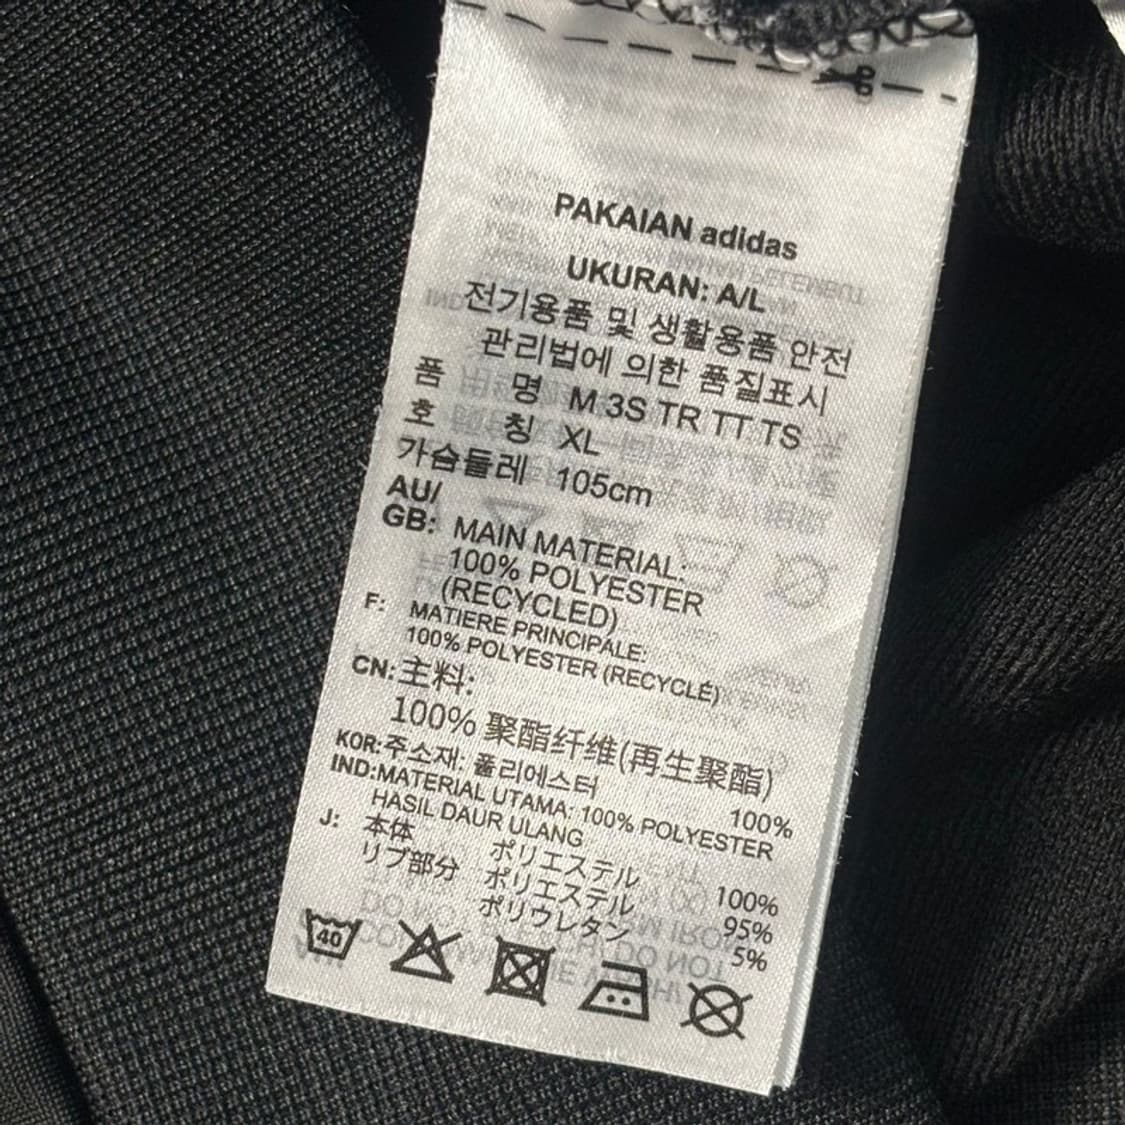 PAKAIAN adidas
UKURAN: A/L
전기용품 및 생활용품 안전
관리법에 의한 품질표시
품 명 M 3S TR TT TS
호 칭 XL
가슴둘레 105cm
AU/
GB: MAIN MATERIAL:
100% POLYESTER
(RECYCLED)
F: MATIERE PRINCIPALE:
100% POLYESTER (RECYCLÉ)
CN: 主料:
100% 聚酯纤维(再生聚酯)
KOR: 주소재: 폴리에스터 100%
IND: MATERIAL UTAMA: 100% POLYESTER
HASIL DAUR ULANG
J: 本体 ポリエステル 100%
リブ部分 ポリエステル 95%
ポリウレタン 5%
40